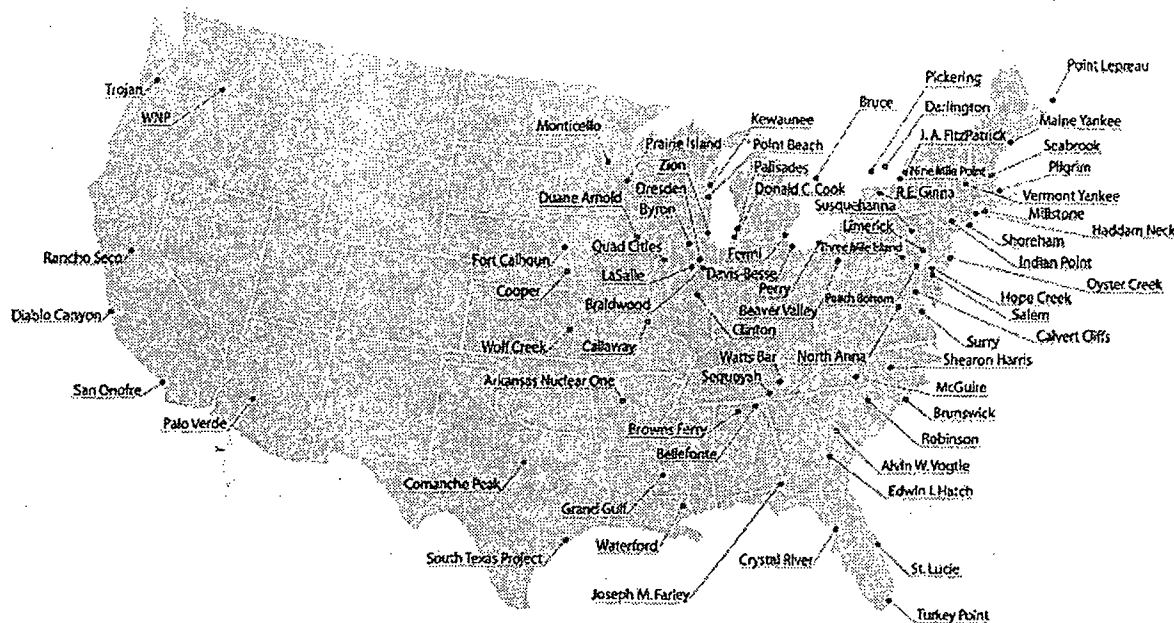 Point Lepreau
Pickering
Trojan
Bruce
Darlington
WNP
Kewaunee
Maine Yankee
Monticello
Prairie Island
Point Beach
J. A. FitzPatrick
Seabrook
Zion
Palisades
Nine Mile Point
Pilgrim
Duane Arnold
Dresden
Donald C. Cook
R.E. Ginna
Vermont Yankee
Byron
Susquehanna
Millstone
Limerick
Haddam Neck
Rancho Seco
Fort Calhoun
Quad Cities
Fermi
Three Mile Island
Shoreham
LaSalle
Davis-Besse
Indian Point
Cooper
Perry
Oyster Creek
Braidwood
Beaver Valley
Peach Bottom
Hope Creek
Diablo Canyon
Salem
Clinton
Calvert Cliffs
Wolf Creek
Callaway
Surry
Watts Bar
North Anna
Shearon Harris
Sequoyah
San Onofre
Arkansas Nuclear One
McGuire
Palo Verde
Brunswick
Browns Ferry
Robinson
Bellefonte
Alvin W. Vogtle
Comanche Peak
Edwin I. Hatch
Grand Gulf
Waterford
South Texas Project
Crystal River
St. Lucie
Joseph M. Farley
Turkey Point